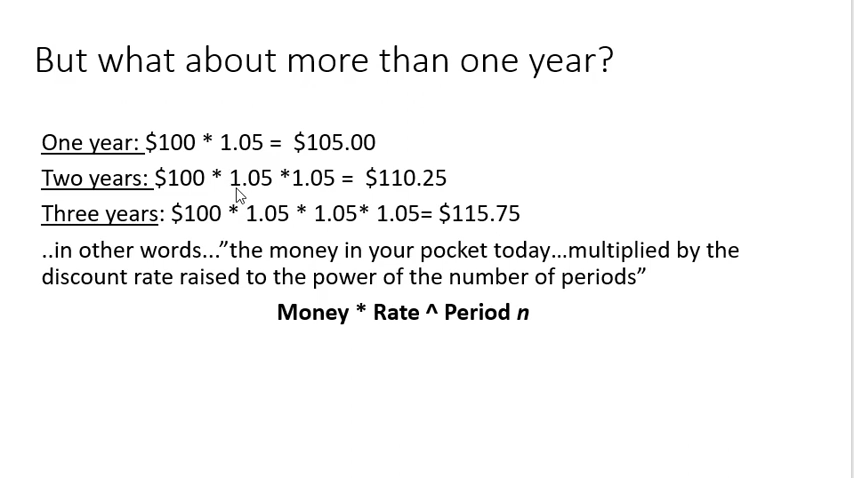 But what about more than one year?
One year: $100 * 1.05 = $105.00
Two years: $100 * 1.05 *1.05 = $110.25
Three years: $100 * 1.05 * 1.05* 1.05= $115.75
..in other words...”the money in your pocket today...multiplied by the
discount rate raised to the power of the number of periods”
Money * Rate ^ Period n